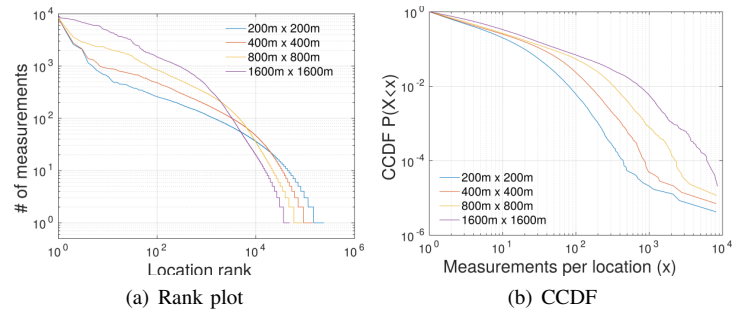 10^4
10^3
10^2
10^1
10^0
# of measurements
200m x 200m
400m x 400m
800m x 800m
1600m x 1600m
10^0
10^2
10^4
10^6
Location rank
(a) Rank plot
10^0
10^-2
10^-4
10^-6
CCDF P(X<x)
200m x 200m
400m x 400m
800m x 800m
1600m x 1600m
10^0
10^1
10^2
10^3
10^4
Measurements per location (x)
(b) CCDF